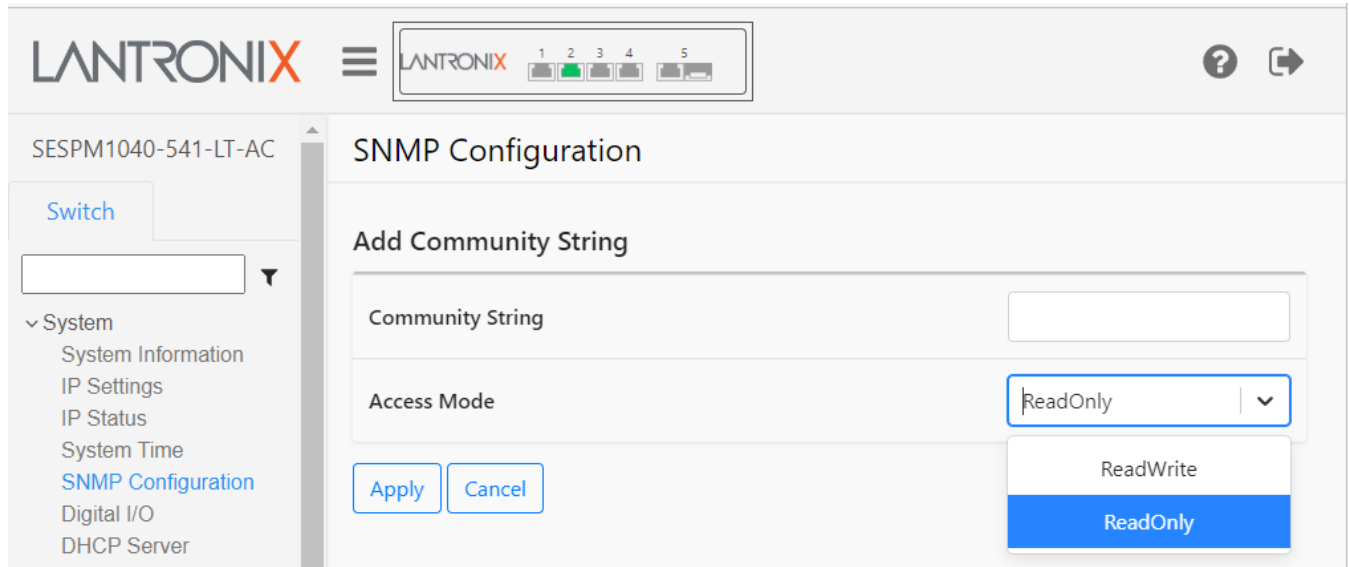 LANTRONIX
LANTRONIX 1 2 3 4 5
SESPM1040-541-LT-AC
Switch
System
System Information
IP Settings
IP Status
System Time
SNMP Configuration
Digital I/O
DHCP Server
SNMP Configuration
Add Community String
Community String
Access Mode ReadOnly
ReadWrite
ReadOnly
Apply Cancel